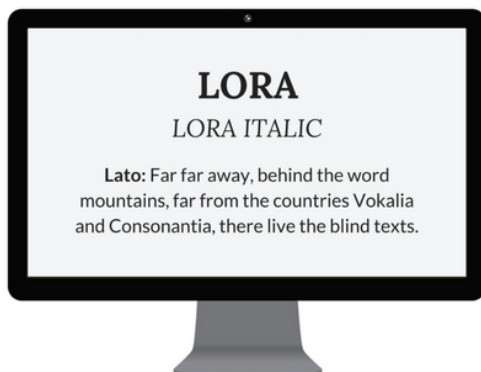 LORA
LORA ITALIC
Lato: Far far away, behind the word
mountains, far from the countries Vokalia
and Consonantia, there live the blind texts.